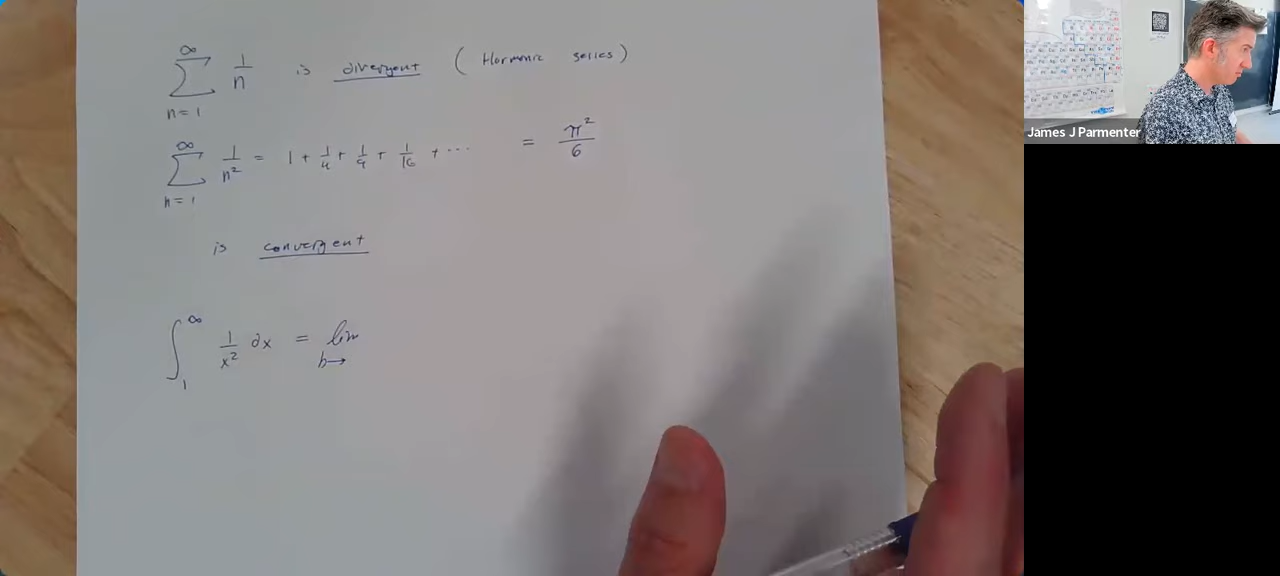 ∞
∑ 1/n is divergent ( Harmonic series )
n = 1
∞
∑ 1/n² = 1 + 1/4 + 1/9 + 1/16 + ··· = π²/6
n = 1
is convergent
∫₁^∞ 1/x² dx = lim
b→
James J Parmenter